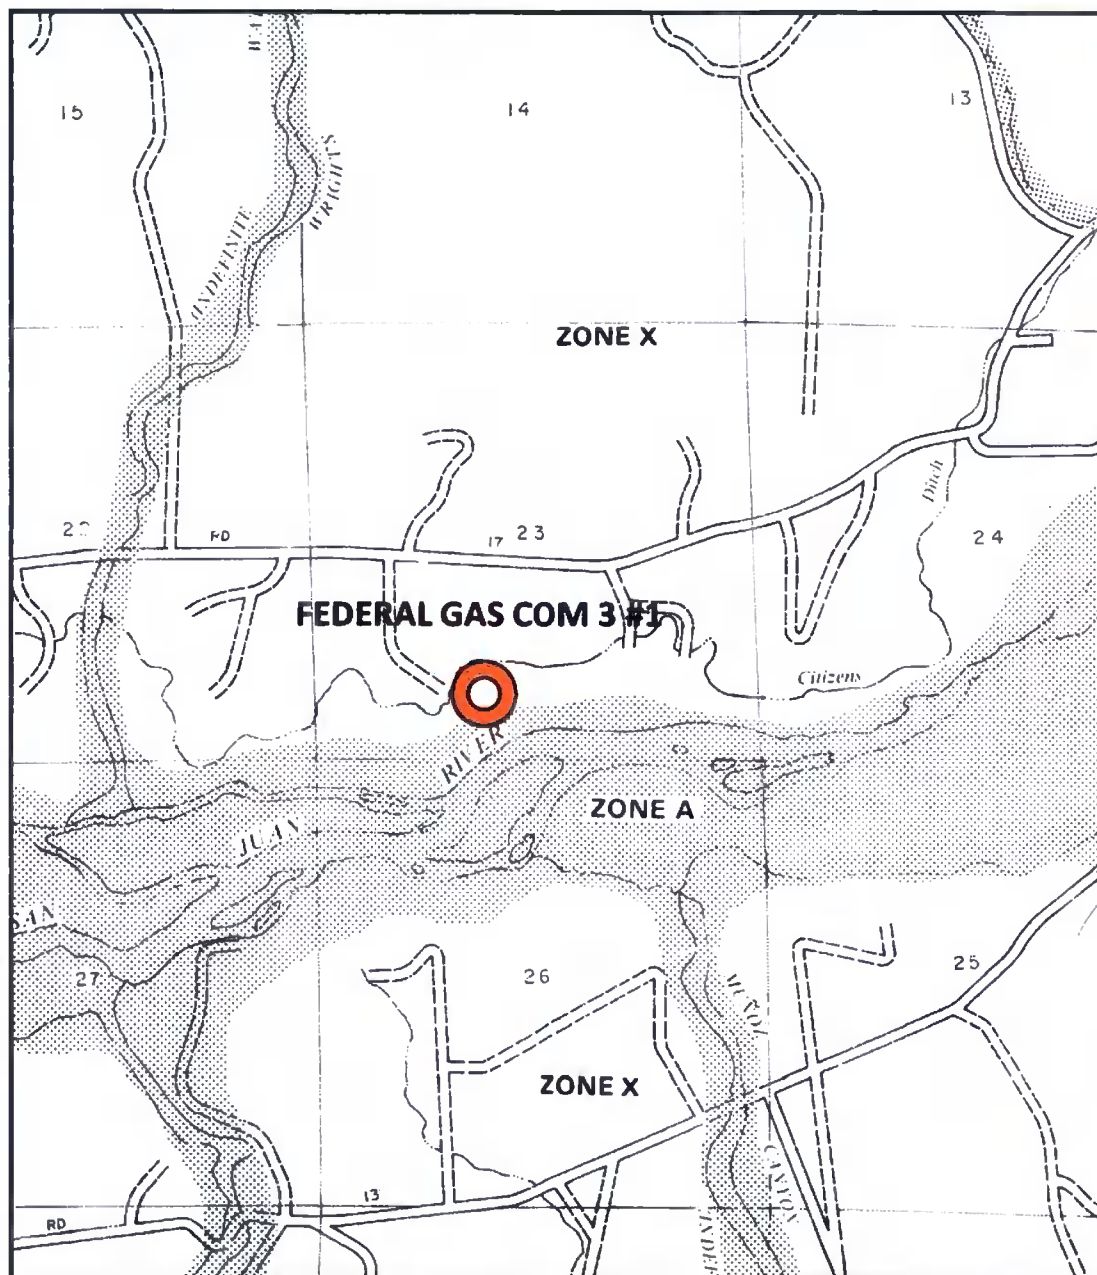 15
14
13
WRIGHTS
INDEFINITE
ZONE X
Ditch
RD
17
23
24
FEDERAL GAS COM 3 #1
Citizens
RIVER
ZONE A
JUAN
SAN
27
26
25
MUÑOZ
ZONE X
CANYON
13
RD